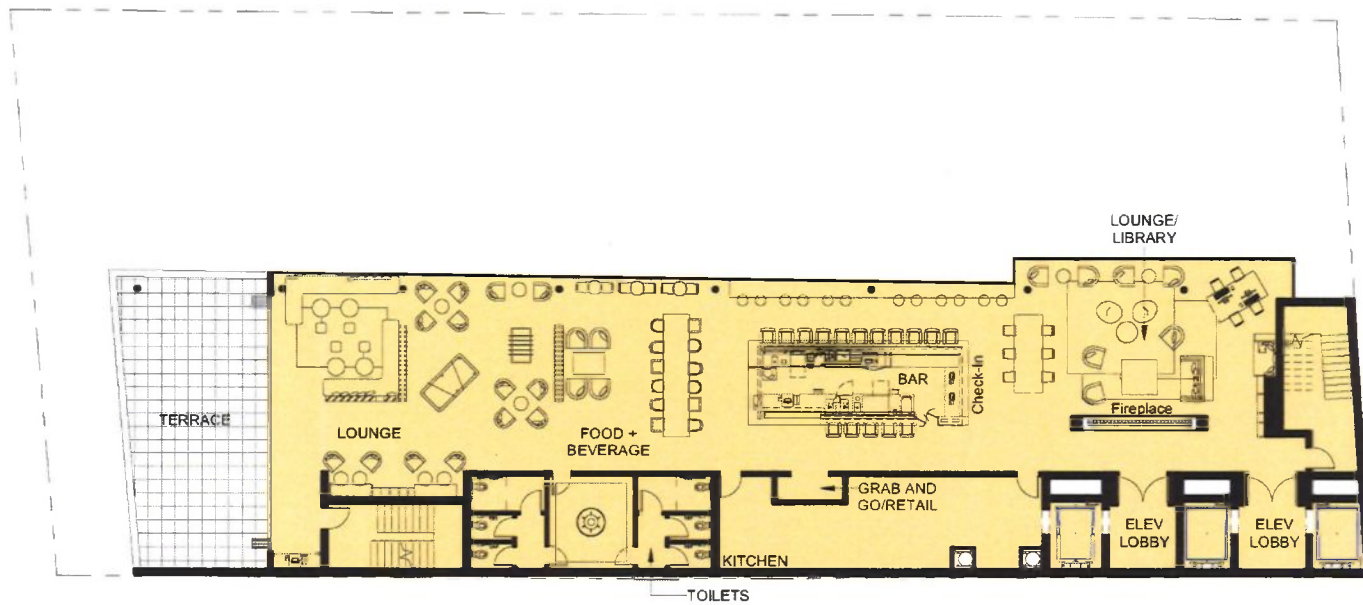 LOUNGE/
LIBRARY
TERRACE
LOUNGE
FOOD +
BEVERAGE
BAR
Check-In
Fireplace
GRAB AND
GO/RETAIL
KITCHEN
ELEV
LOBBY
ELEV
LOBBY
TOILETS